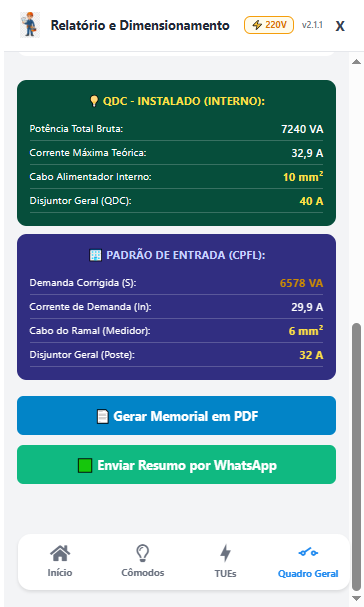 Relatório e Dimensionamento
220V
v2.1.1
X
QDC - INSTALADO (INTERNO):
Potência Total Bruta: 7240 VA
Corrente Máxima Teórica: 32,9 A
Cabo Alimentador Interno: 10 mm²
Disjuntor Geral (QDC): 40 A
PADRÃO DE ENTRADA (CPFL):
Demanda Corrigida (S): 6578 VA
Corrente de Demanda (In): 29,9 A
Cabo do Ramal (Medidor): 6 mm²
Disjuntor Geral (Poste): 32 A
Gerar Memorial em PDF
Enviar Resumo por WhatsApp
Início
Cômodos
TUEs
Quadro Geral